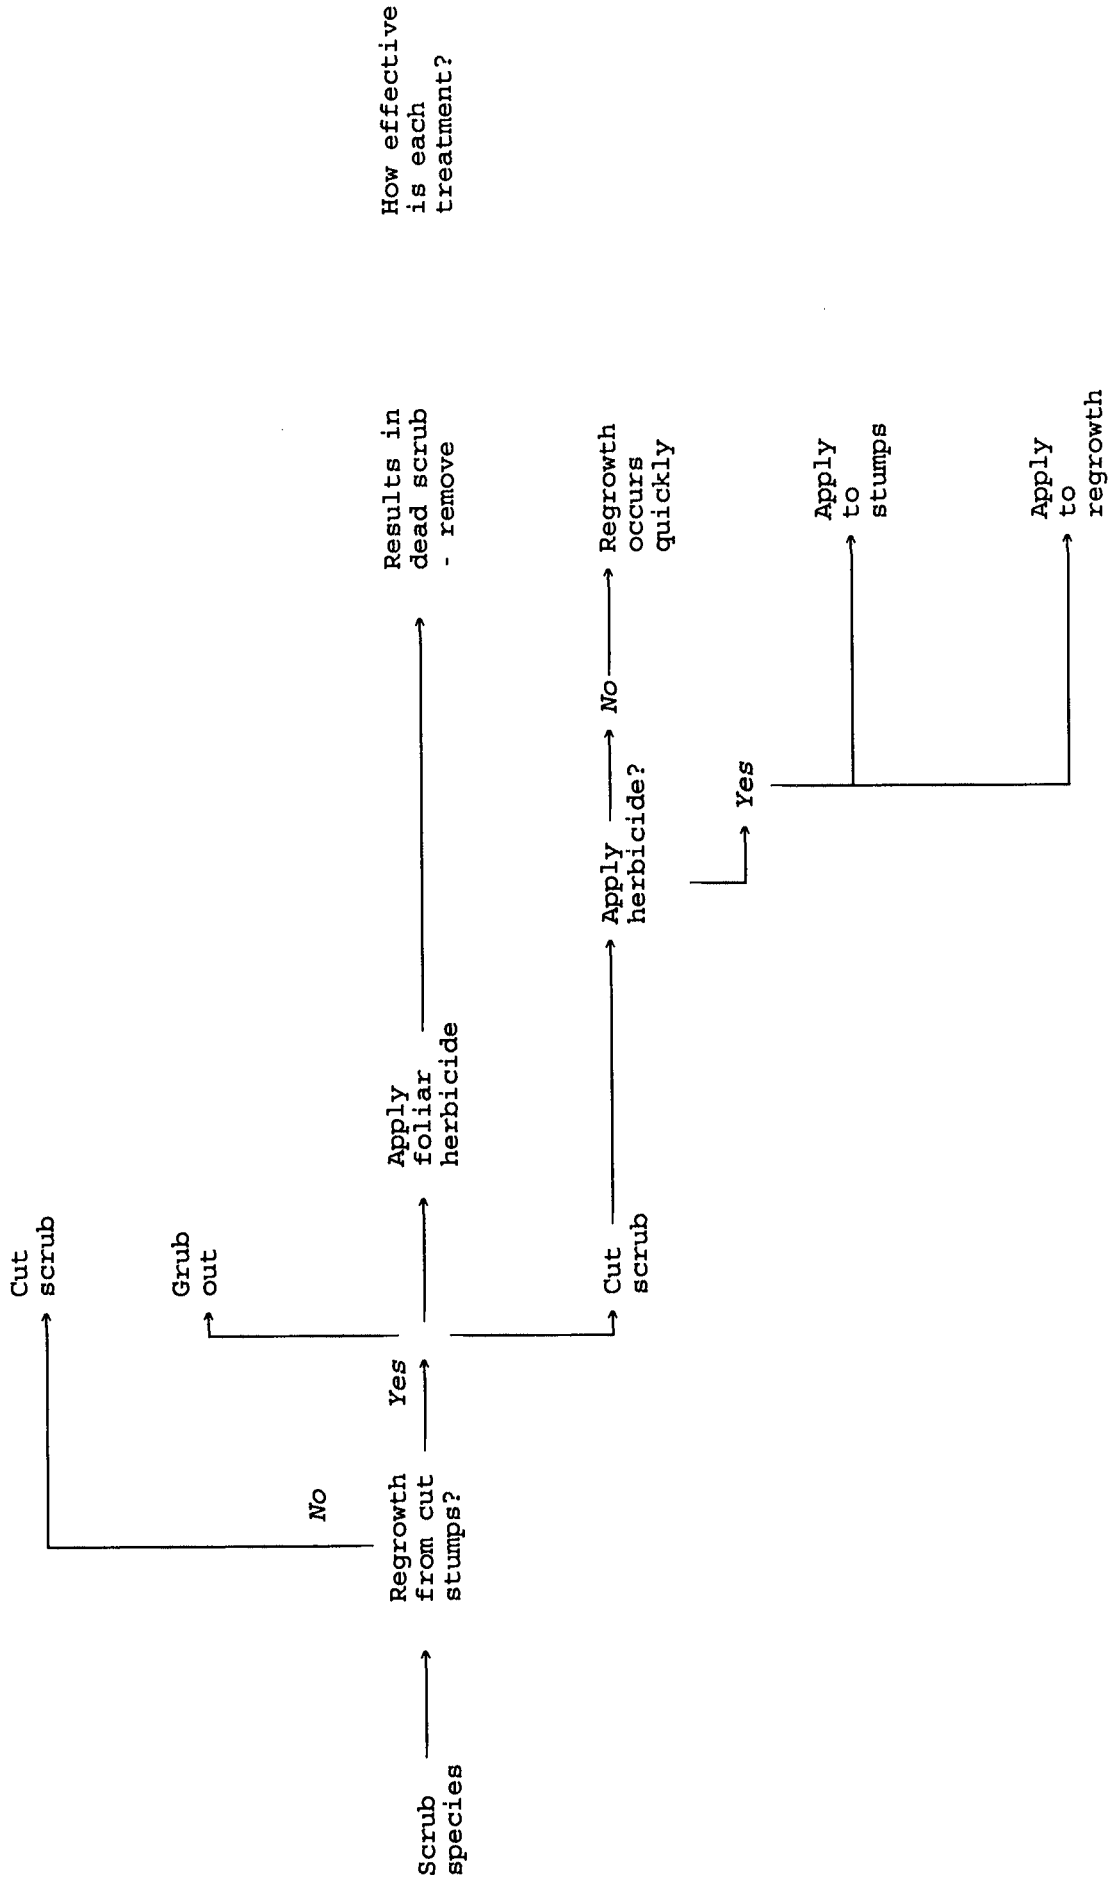 Scrub
species
Regrowth
from cut
stumps?
No
Yes
Cut
scrub
Grub
out
Apply
foliar
herbicide
Results in
dead scrub
- remove
How effective
is each
treatment?
Cut
scrub
Apply
herbicide?
No
Regrowth
occurs
quickly
Yes
Apply
to
stumps
Apply
to
regrowth